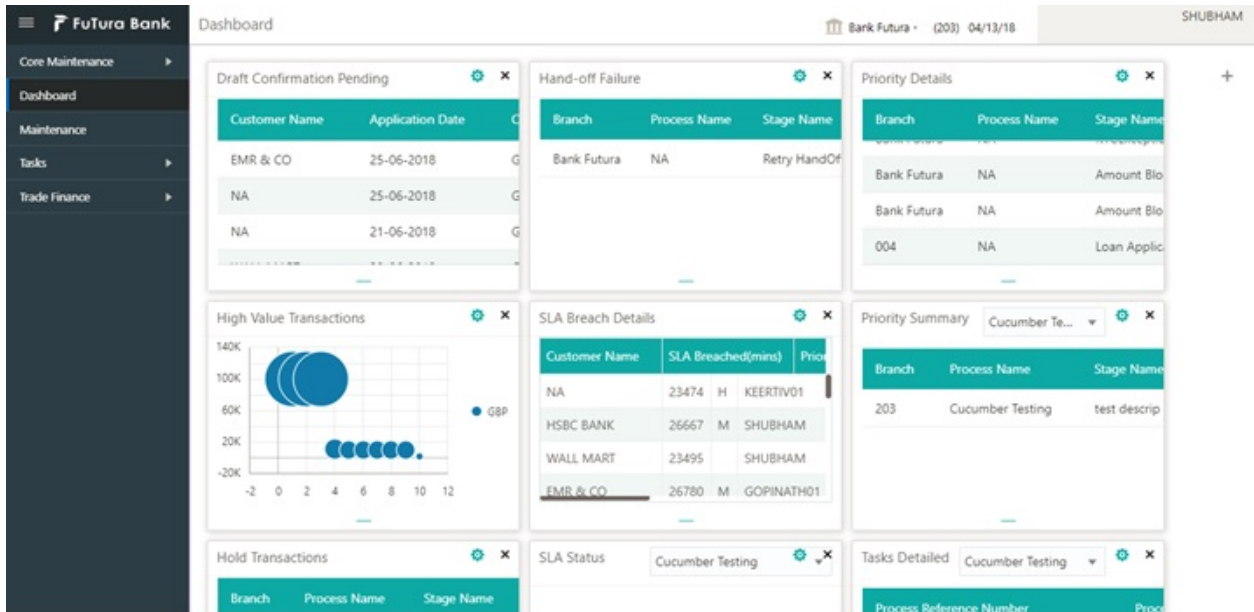 FuTura Bank
Dashboard
Bank Futura - (203) 04/13/18
SHUBHAM
Core Maintenance
Dashboard
Maintenance
Tasks
Trade Finance
Draft Confirmation Pending
Customer Name Application Date C
EMR & CO 25-06-2018 G
NA 25-06-2018 G
NA 21-06-2018 G
Hand-off Failure
Branch Process Name Stage Name
Bank Futura NA Retry HandOf
Priority Details
Branch Process Name Stage Name
Bank Futura NA Amount Blo
Bank Futura NA Amount Blo
004 NA Loan Applic
High Value Transactions
140K
100K
60K
20K
-20K
-2 0 2 4 6 8 10 12
GBP
SLA Breach Details
Customer Name SLA Breached(mins) Prior
NA 23474 H KEERTIV01
HSBC BANK 26667 M SHUBHAM
WALL MART 23495 SHUBHAM
EMR & CO 26780 M GOPINATH01
Priority Summary Cucumber Te...
Branch Process Name Stage Name
203 Cucumber Testing test descrip
Hold Transactions
Branch Process Name Stage Name
SLA Status Cucumber Testing
Tasks Detailed Cucumber Testing
Process Reference Number Proc